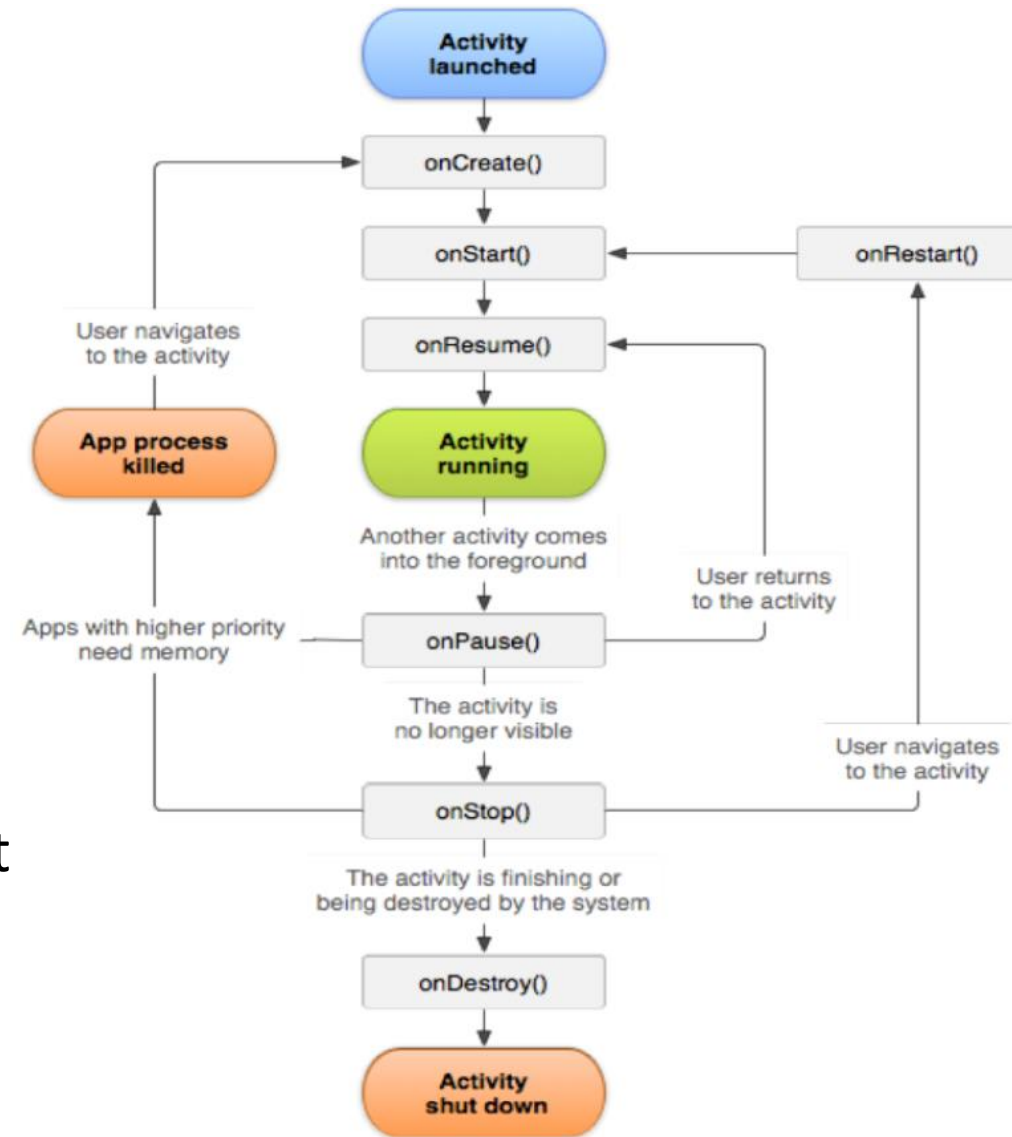 Activity
launched
onCreate()
onStart()
onRestart()
User navigates
to the activity
onResume()
App process
killed
Activity
running
Another activity comes
into the foreground
User returns
to the activity
Apps with higher priority
need memory
onPause()
The activity is
no longer visible
User navigates
to the activity
onStop()
t
The activity is finishing or
being destroyed by the system
onDestroy()
Activity
shut down